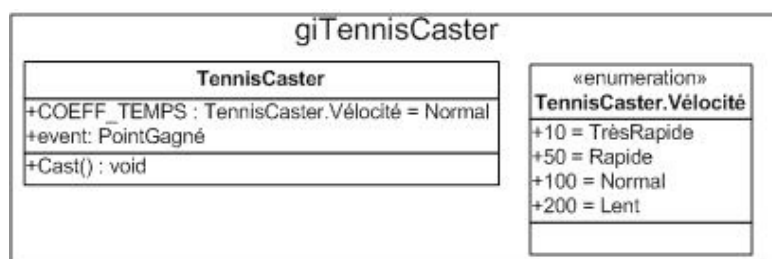 giTennisCaster
TennisCaster
+COEFF_TEMPS : TennisCaster.Vélocité = Normal
+event: PointGagné
+Cast() : void
«enumeration»
TennisCaster.Vélocité
+10 = TrèsRapide
+50 = Rapide
+100 = Normal
+200 = Lent